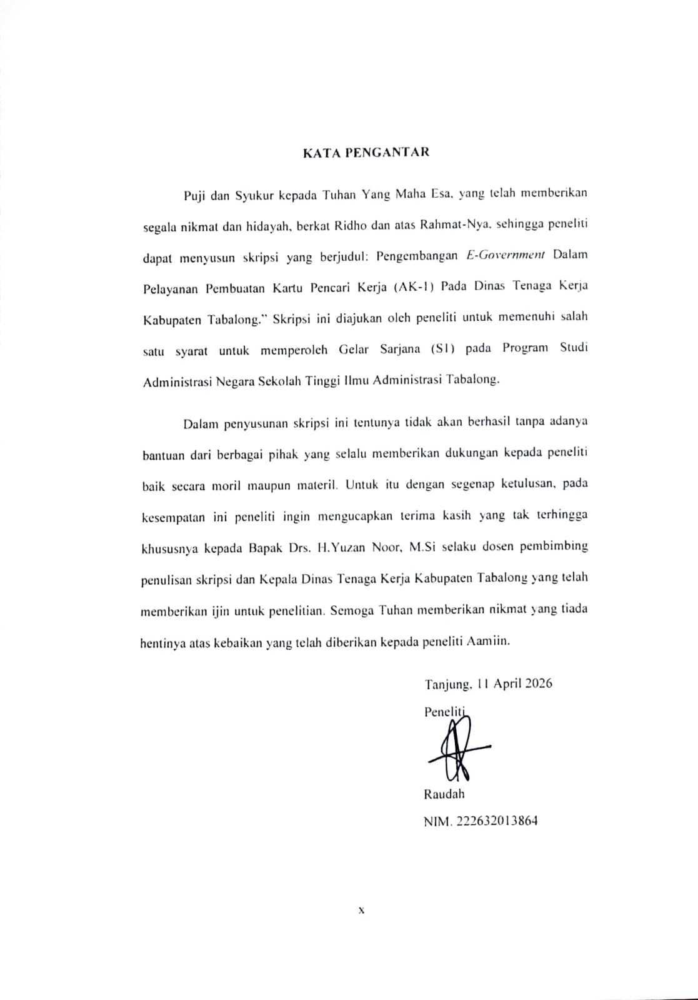 KATA PENGANTAR
Puji dan Syukur kepada Tuhan Yang Maha Esa, yang telah memberikan
segala nikmat dan hidayah, berkat Ridho dan atas Rahmat-Nya, sehingga peneliti
dapat menyusun skripsi yang berjudul: Pengembangan E-Government Dalam
Pelayanan Pembuatan Kartu Pencari Kerja (AK-1) Pada Dinas Tenaga Kerja
Kabupaten Tabalong.” Skripsi ini diajukan oleh peneliti untuk memenuhi salah
satu syarat untuk memperoleh Gelar Sarjana (S1) pada Program Studi
Administrasi Negara Sekolah Tinggi Ilmu Administrasi Tabalong.
Dalam penyusunan skripsi ini tentunya tidak akan berhasil tanpa adanya
bantuan dari berbagai pihak yang selalu memberikan dukungan kepada peneliti
baik secara moril maupun materil. Untuk itu dengan segenap ketulusan, pada
kesempatan ini peneliti ingin mengucapkan terima kasih yang tak terhingga
khususnya kepada Bapak Drs. H.Yuzan Noor, M.Si selaku dosen pembimbing
penulisan skripsi dan Kepala Dinas Tenaga Kerja Kabupaten Tabalong yang telah
memberikan ijin untuk penelitian. Semoga Tuhan memberikan nikmat yang tiada
hentinya atas kebaikan yang telah diberikan kepada peneliti Aamiin.
Tanjung, 11 April 2026
Peneliti
Raudah
NIM. 222632013864
x